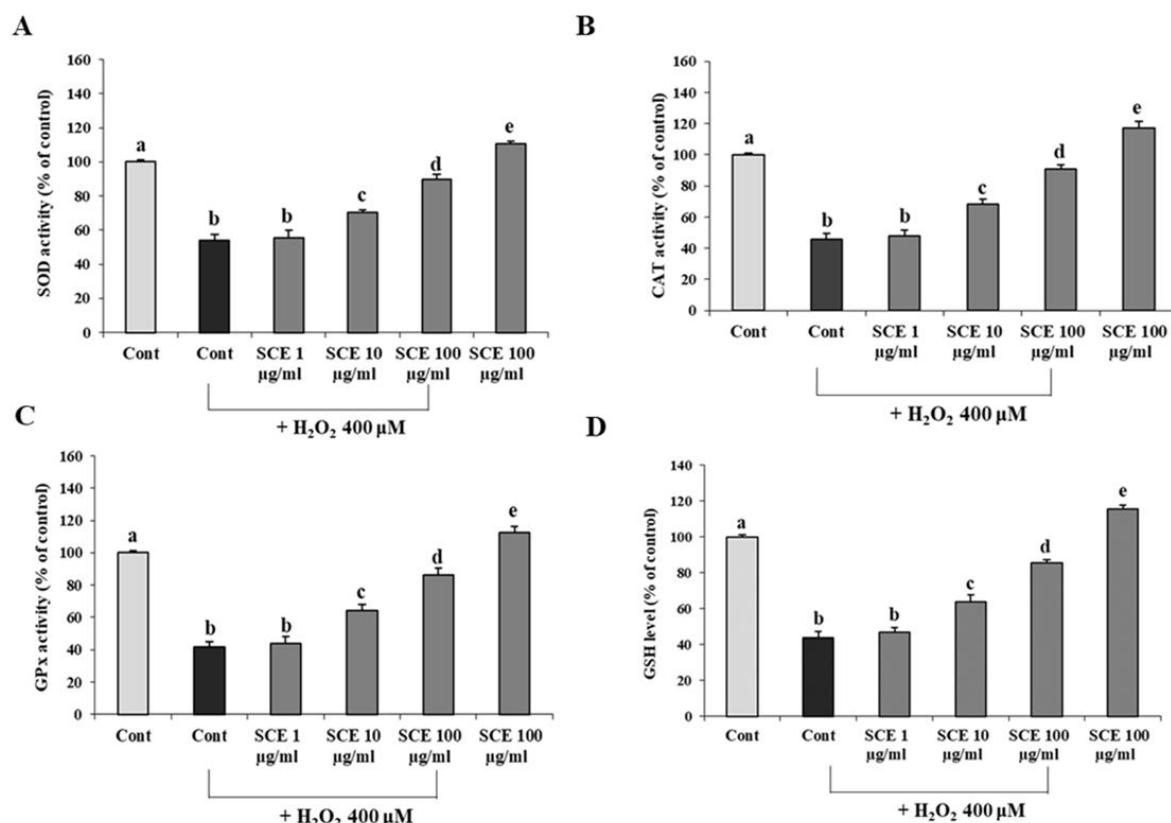 A
160
140
120
100
80
60
40
20
0
SOD activity (% of control)
a
b
b
c
d
e
Cont
Cont
SCE 1
µg/ml
SCE 10
µg/ml
SCE 100
µg/ml
SCE 100
µg/ml
+ H₂O₂ 400 µM
B
160
140
120
100
80
60
40
20
0
CAT activity (% of control)
a
b
b
c
d
e
Cont
Cont
SCE 1
µg/ml
SCE 10
µg/ml
SCE 100
µg/ml
SCE 100
µg/ml
+ H₂O₂ 400 µM
C
160
140
120
100
80
60
40
20
0
GPx activity (% of control)
a
b
b
c
d
e
Cont
Cont
SCE 1
µg/ml
SCE 10
µg/ml
SCE 100
µg/ml
SCE 100
µg/ml
+ H₂O₂ 400 µM
D
140
120
100
80
60
40
20
0
GSH level (% of control)
a
b
b
c
d
e
Cont
Cont
SCE 1
µg/ml
SCE 10
µg/ml
SCE 100
µg/ml
SCE 100
µg/ml
+ H₂O₂ 400 µM